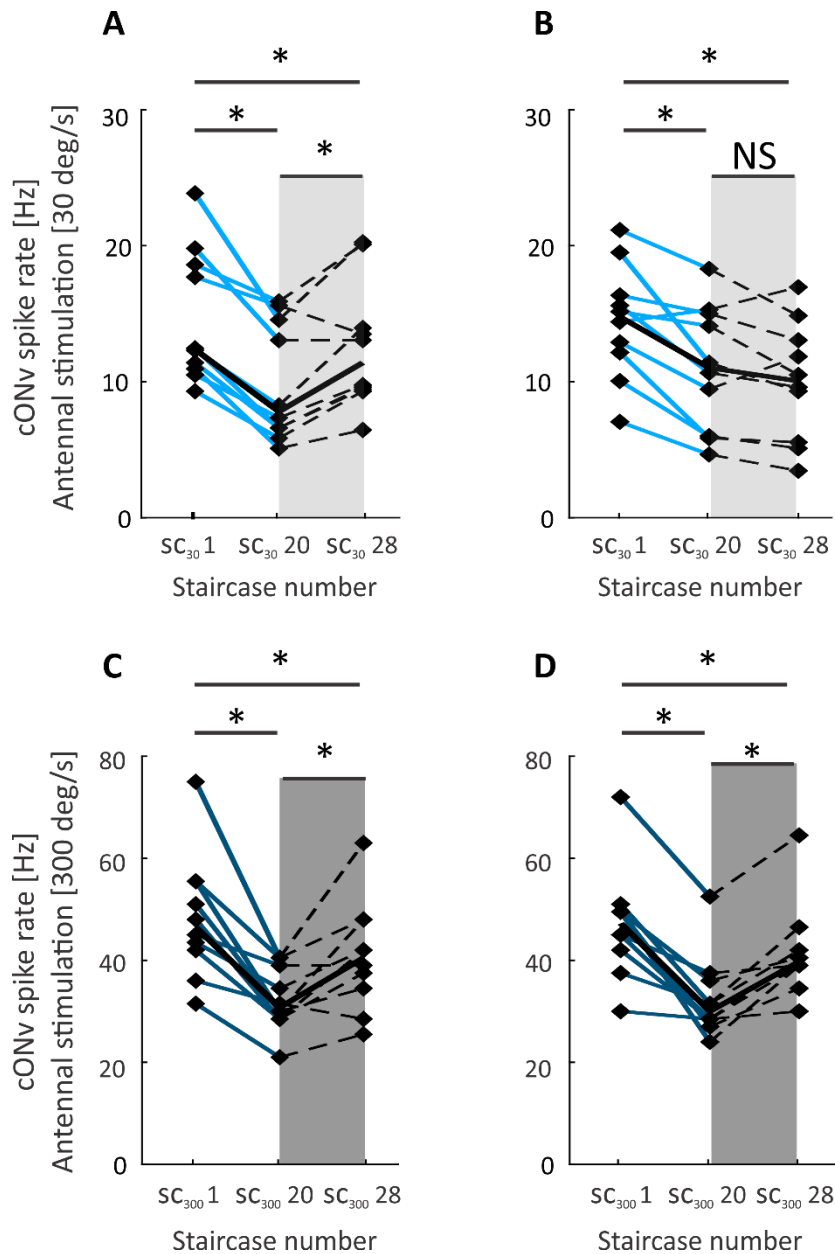 A
B
*
*
*
*
*
NS
30
20
10
0
30
20
10
0
cONv spike rate [Hz]
Antennal stimulation [30 deg/s]
sc₃₀ 1 sc₃₀ 20 sc₃₀ 28
sc₃₀ 1 sc₃₀ 20 sc₃₀ 28
Staircase number
Staircase number
C
D
*
*
*
*
*
*
80
60
40
20
0
80
60
40
20
0
cONv spike rate [Hz]
Antennal stimulation [300 deg/s]
sc₃₀₀ 1 sc₃₀₀ 20 sc₃₀₀ 28
sc₃₀₀ 1 sc₃₀₀ 20 sc₃₀₀ 28
Staircase number
Staircase number